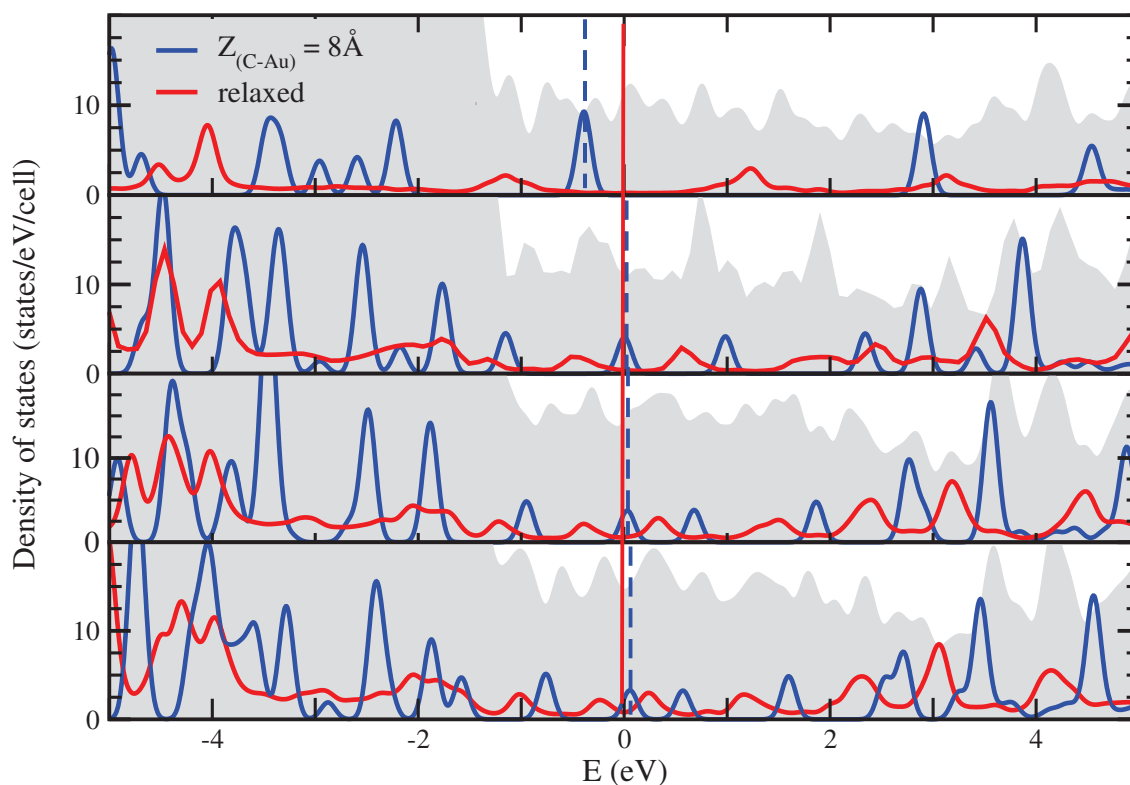 Z(C-Au) = 8Å
relaxed
10
0
10
0
10
0
10
0
-4 -2 0 2 4
E (eV)
Density of states (states/eV/cell)